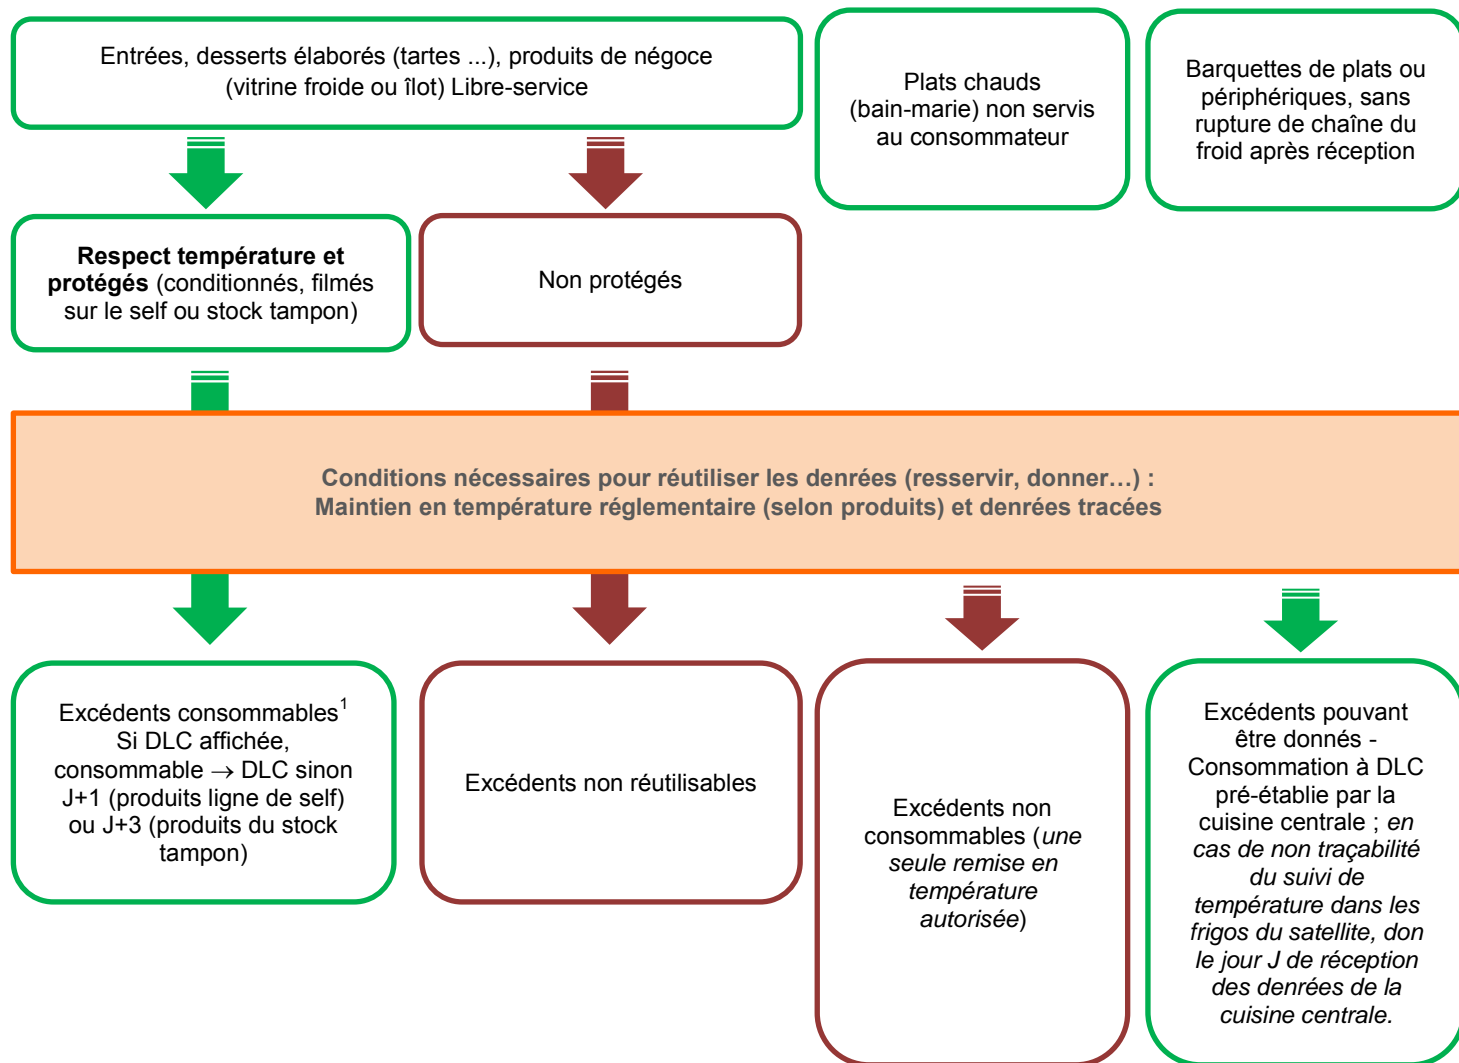 Entrées, desserts élaborés (tartes ...), produits de négoce
(vitrine froide ou îlot) Libre-service
Plats chauds
(bain-marie) non servis
au consommateur
Barquettes de plats ou
périphériques, sans
rupture de chaîne du
froid après réception
Respect température et
protégés (conditionnés, filmés
sur le self ou stock tampon)
Non protégés
Conditions nécessaires pour réutiliser les denrées (resservir, donner…) :
Maintien en température réglementaire (selon produits) et denrées tracées
Excédents consommables¹
Si DLC affichée,
consommable → DLC sinon
J+1 (produits ligne de self)
ou J+3 (produits du stock
tampon)
Excédents non réutilisables
Excédents non
consommables (une
seule remise en
température
autorisée)
Excédents pouvant
être donnés -
Consommation à DLC
pré-établie par la
cuisine centrale ; en
cas de non traçabilité
du suivi de
température dans les
frigos du satellite, don
le jour J de réception
des denrées de la
cuisine centrale.